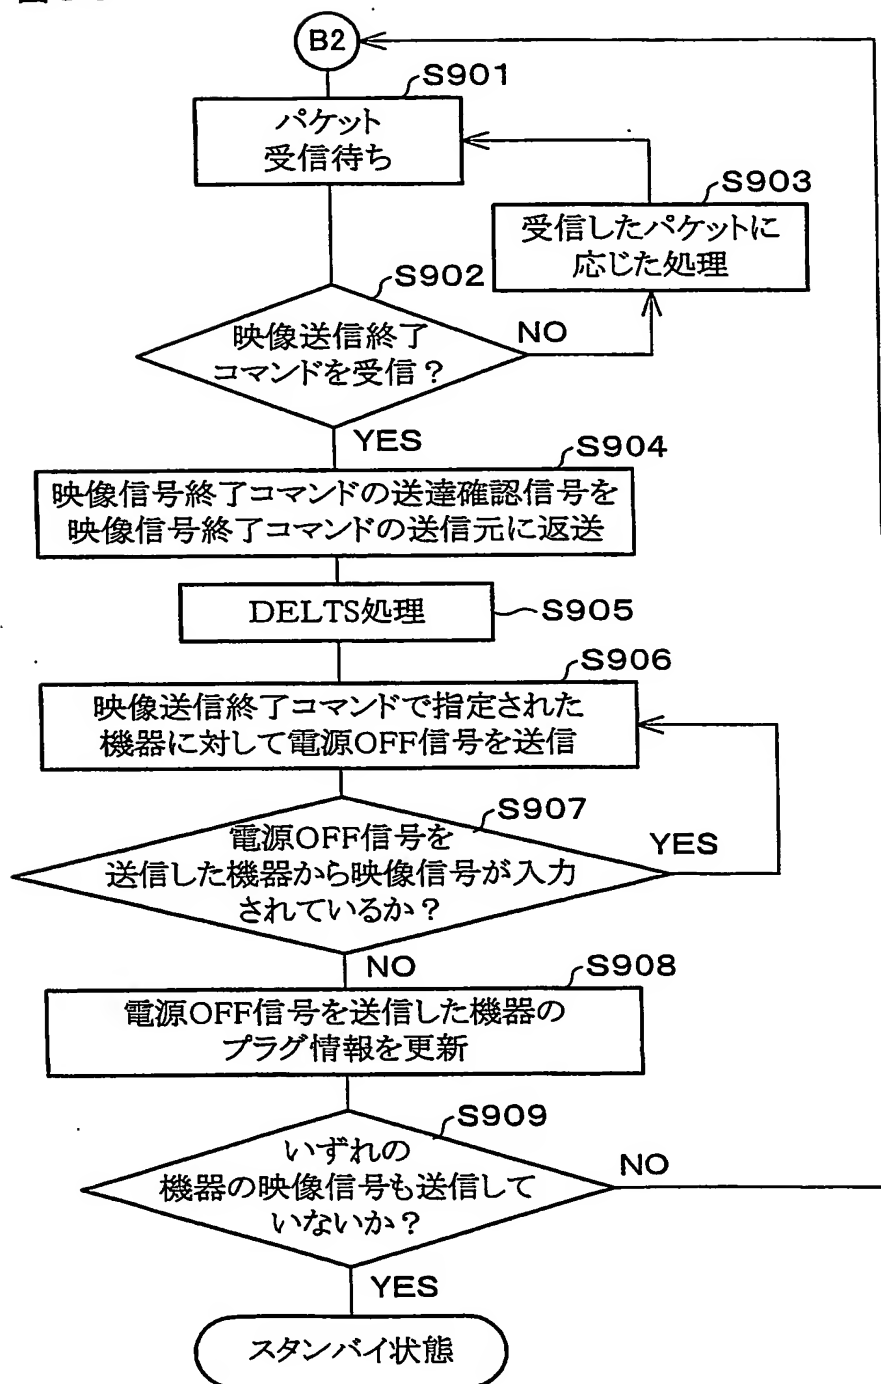 B2
S901
パケット
受信待ち
S903
受信したパケットに
応じた処理
S902
映像送信終了
コマンドを受信？
NO
YES
S904
映像信号終了コマンドの送達確認信号を
映像信号終了コマンドの送信元に返送
DELTS処理
S905
S906
映像送信終了コマンドで指定された
機器に対して電源OFF信号を送信
S907
電源OFF信号を
送信した機器から映像信号が入力
されているか？
YES
NO
S908
電源OFF信号を送信した機器の
プラグ情報を更新
S909
いずれの
機器の映像信号も送信して
いないか？
NO
YES
スタンバイ状態